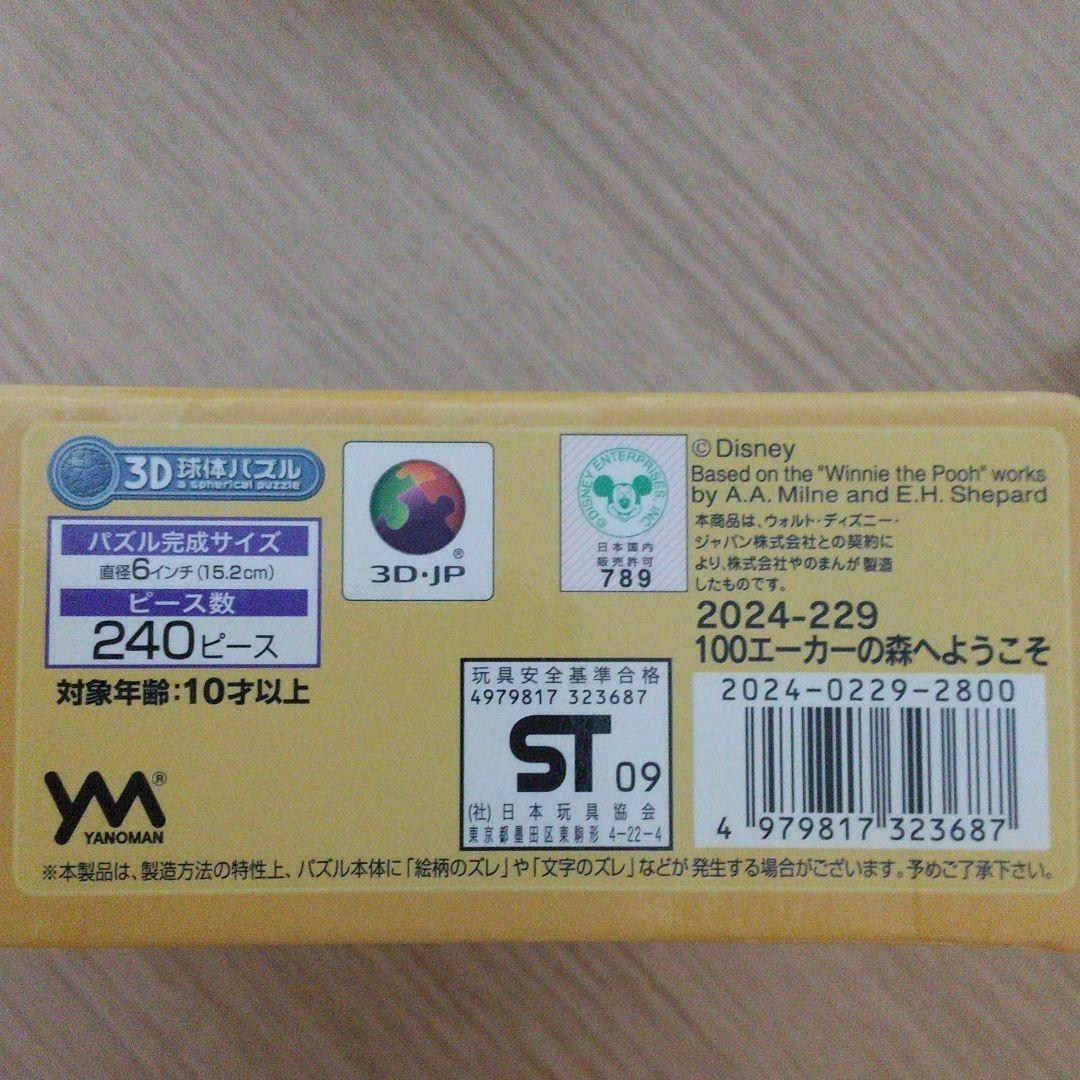 3D 球体パズル
a spherical puzzle
パズル完成サイズ
直径6インチ(15.2cm)
ピース数
240ピース
対象年齢:10才以上
YM®
YANOMAN
®
3D・JP
©DISNEY ENTERPRISES, INC.
日本国内
販売許可
789
©Disney
Based on the "Winnie the Pooh" works
by A.A. Milne and E.H. Shepard
本商品は、ウォルト・ディズニー・
ジャパン株式会社との契約に
より、株式会社やのまんが製造
したものです。
2024-229
100エーカーの森へようこそ
玩具安全基準合格
4979817 323687
ST 09
(社)日本玩具協会
東京都墨田区東駒形 4-22-4
2024-0229-2800
4 979817 323687
※本製品は、製造方法の特性上、パズル本体に「絵柄のズレ」や「文字のズレ」などが発生する場合がございます。予めご了承下さい。